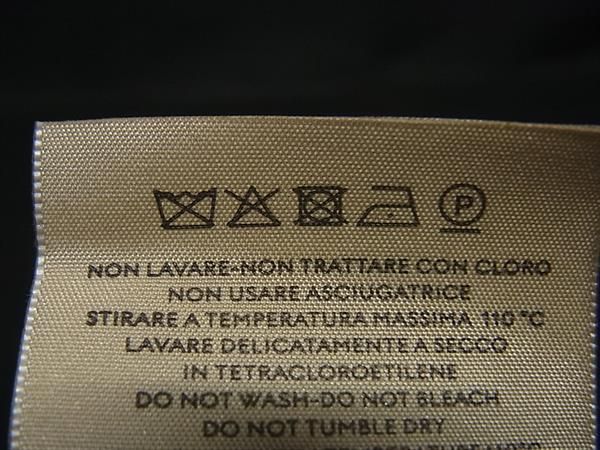 P
NON LAVARE-NON TRATTARE CON CLORO
NON USARE ASCIUGATRICE
STIRARE A TEMPERATURA MASSIMA 110 °C
LAVARE DELICATAMENTE A SECCO
IN TETRACLOROETILENE
DO NOT WASH-DO NOT BLEACH
DO NOT TUMBLE DRY